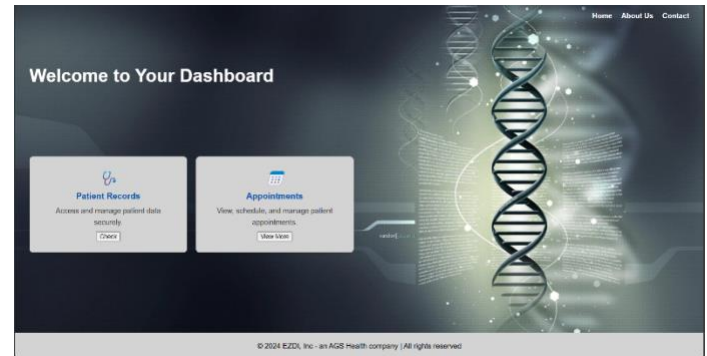 Home About Us Contact
Welcome to Your Dashboard
Patient Records
Access and manage patient data
securely.
Check
Appointments
View, schedule, and manage patient
appointments.
View More
© 2024 EZDI, Inc - an AGS Health company | All rights reserved